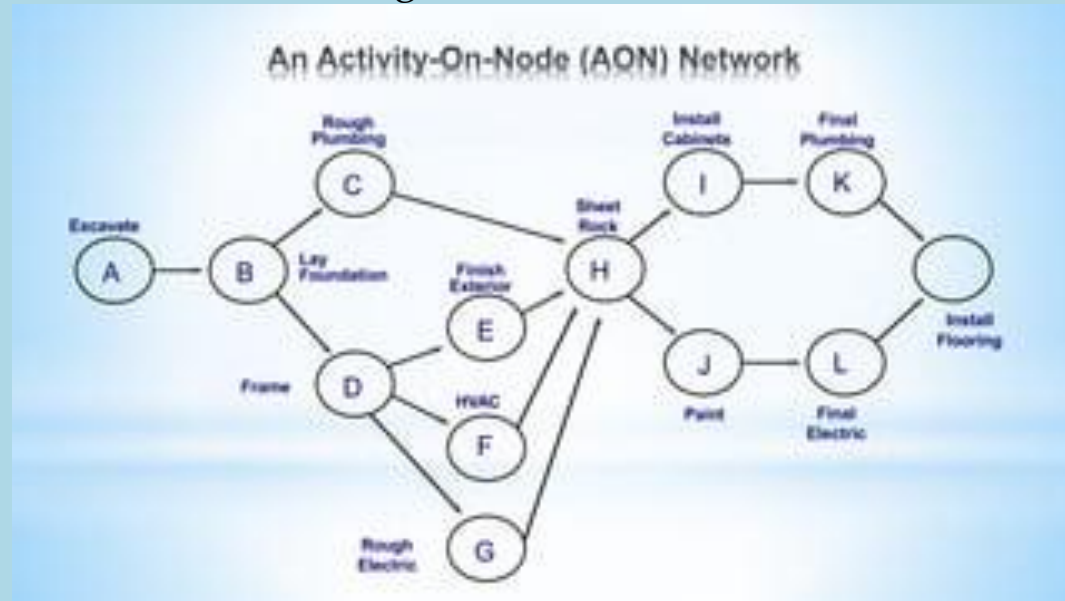 An Activity-On-Node (AON) Network
Rough
Plumbing
C
Install
Cabinets
I
Final
Plumbing
K
Excavate
A
B
Lay
Foundation
Finish
Exterior
E
Sheet
Rock
H
Install
Flooring
Frame
D
HVAC
F
J
Paint
L
Final
Electric
Rough
Electric
G